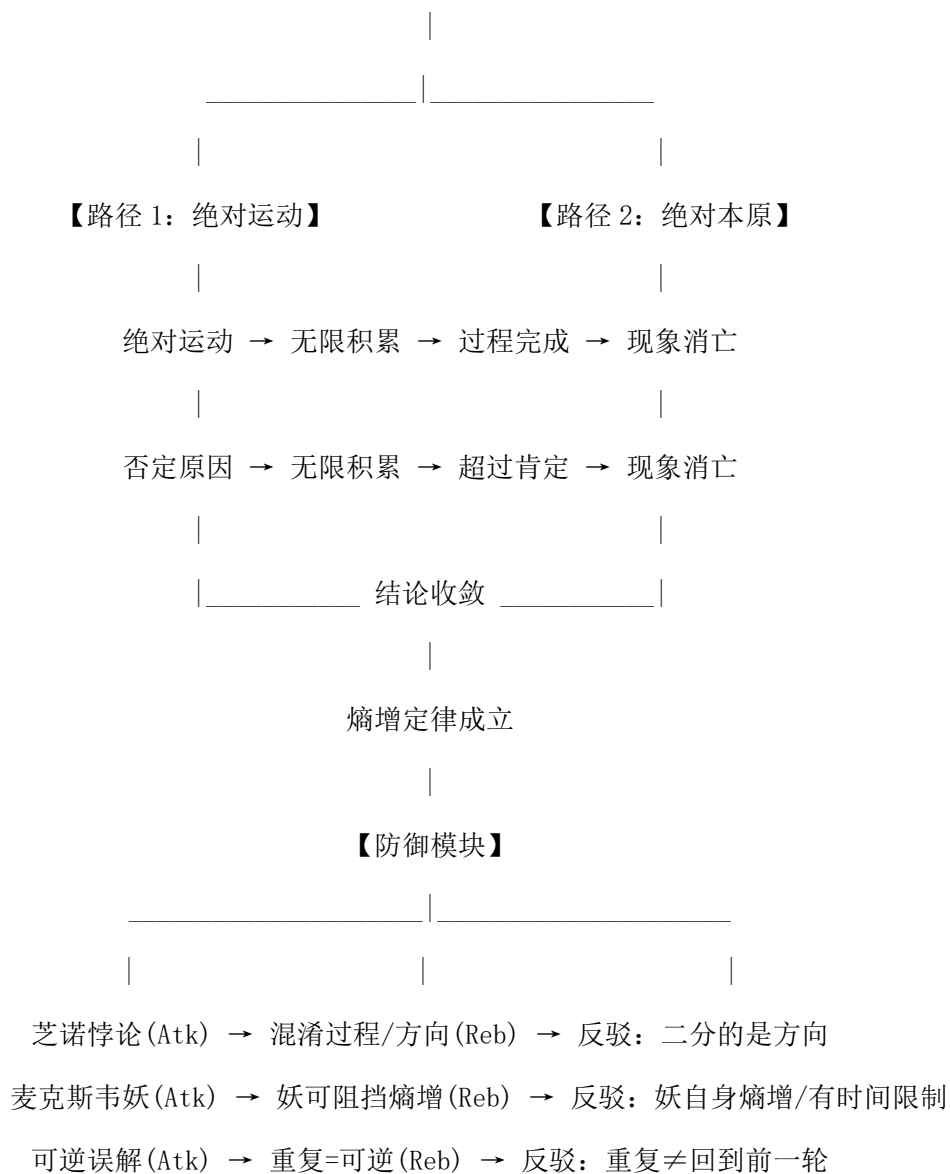 【路径 1：绝对运动】 【路径 2：绝对本原】
绝对运动 → 无限积累 → 过程完成 → 现象消亡
否定原因 → 无限积累 → 超过肯定 → 现象消亡
结论收敛
熵增定律成立
【防御模块】
芝诺悖论(Atk) → 混淆过程/方向(Reb) → 反驳：二分的是方向
麦克斯韦妖(Atk) → 妖可阻挡熵增(Reb) → 反驳：妖自身熵增/有时间限制
可逆误解(Atk) → 重复=可逆(Reb) → 反驳：重复≠回到前一轮